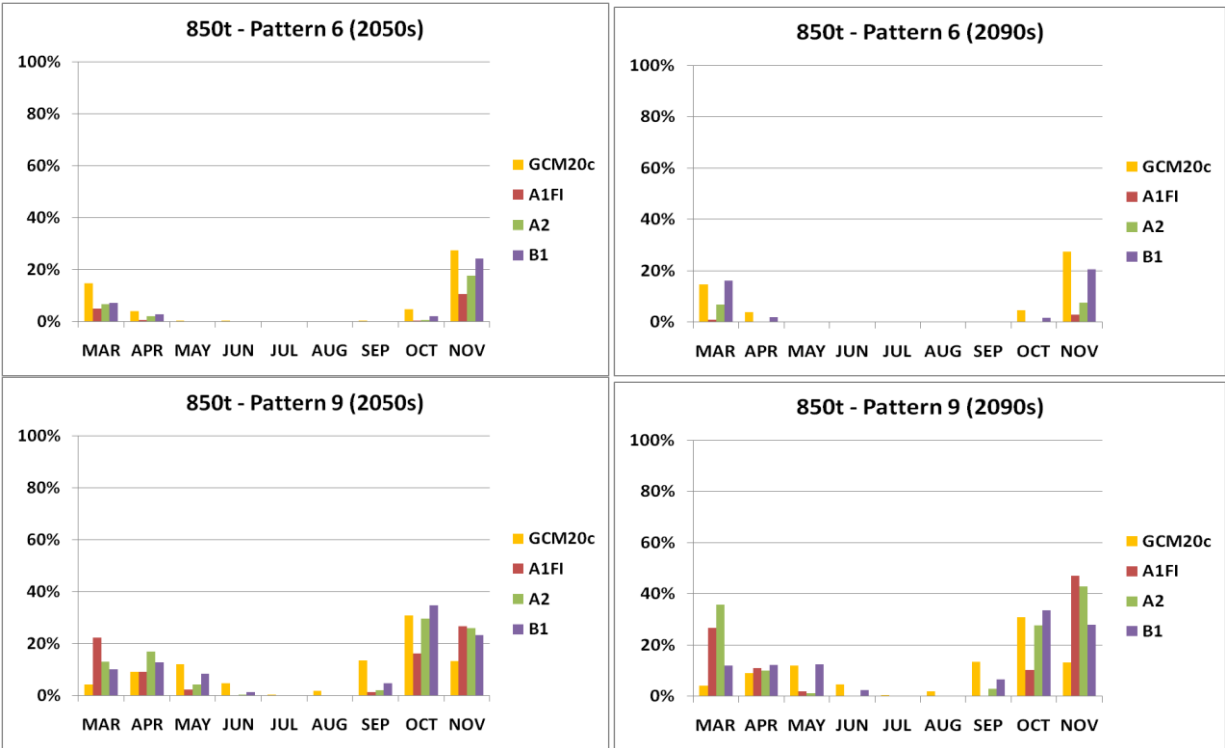 850t - Pattern 6 (2050s)
100%
80%
60%
40%
20%
0%
MAR APR MAY JUN JUL AUG SEP OCT NOV
GCM20c
A1FI
A2
B1
850t - Pattern 6 (2090s)
100%
80%
60%
40%
20%
0%
MAR APR MAY JUN JUL AUG SEP OCT NOV
GCM20c
A1FI
A2
B1
850t - Pattern 9 (2050s)
100%
80%
60%
40%
20%
0%
MAR APR MAY JUN JUL AUG SEP OCT NOV
GCM20c
A1FI
A2
B1
850t - Pattern 9 (2090s)
100%
80%
60%
40%
20%
0%
MAR APR MAY JUN JUL AUG SEP OCT NOV
GCM20c
A1FI
A2
B1